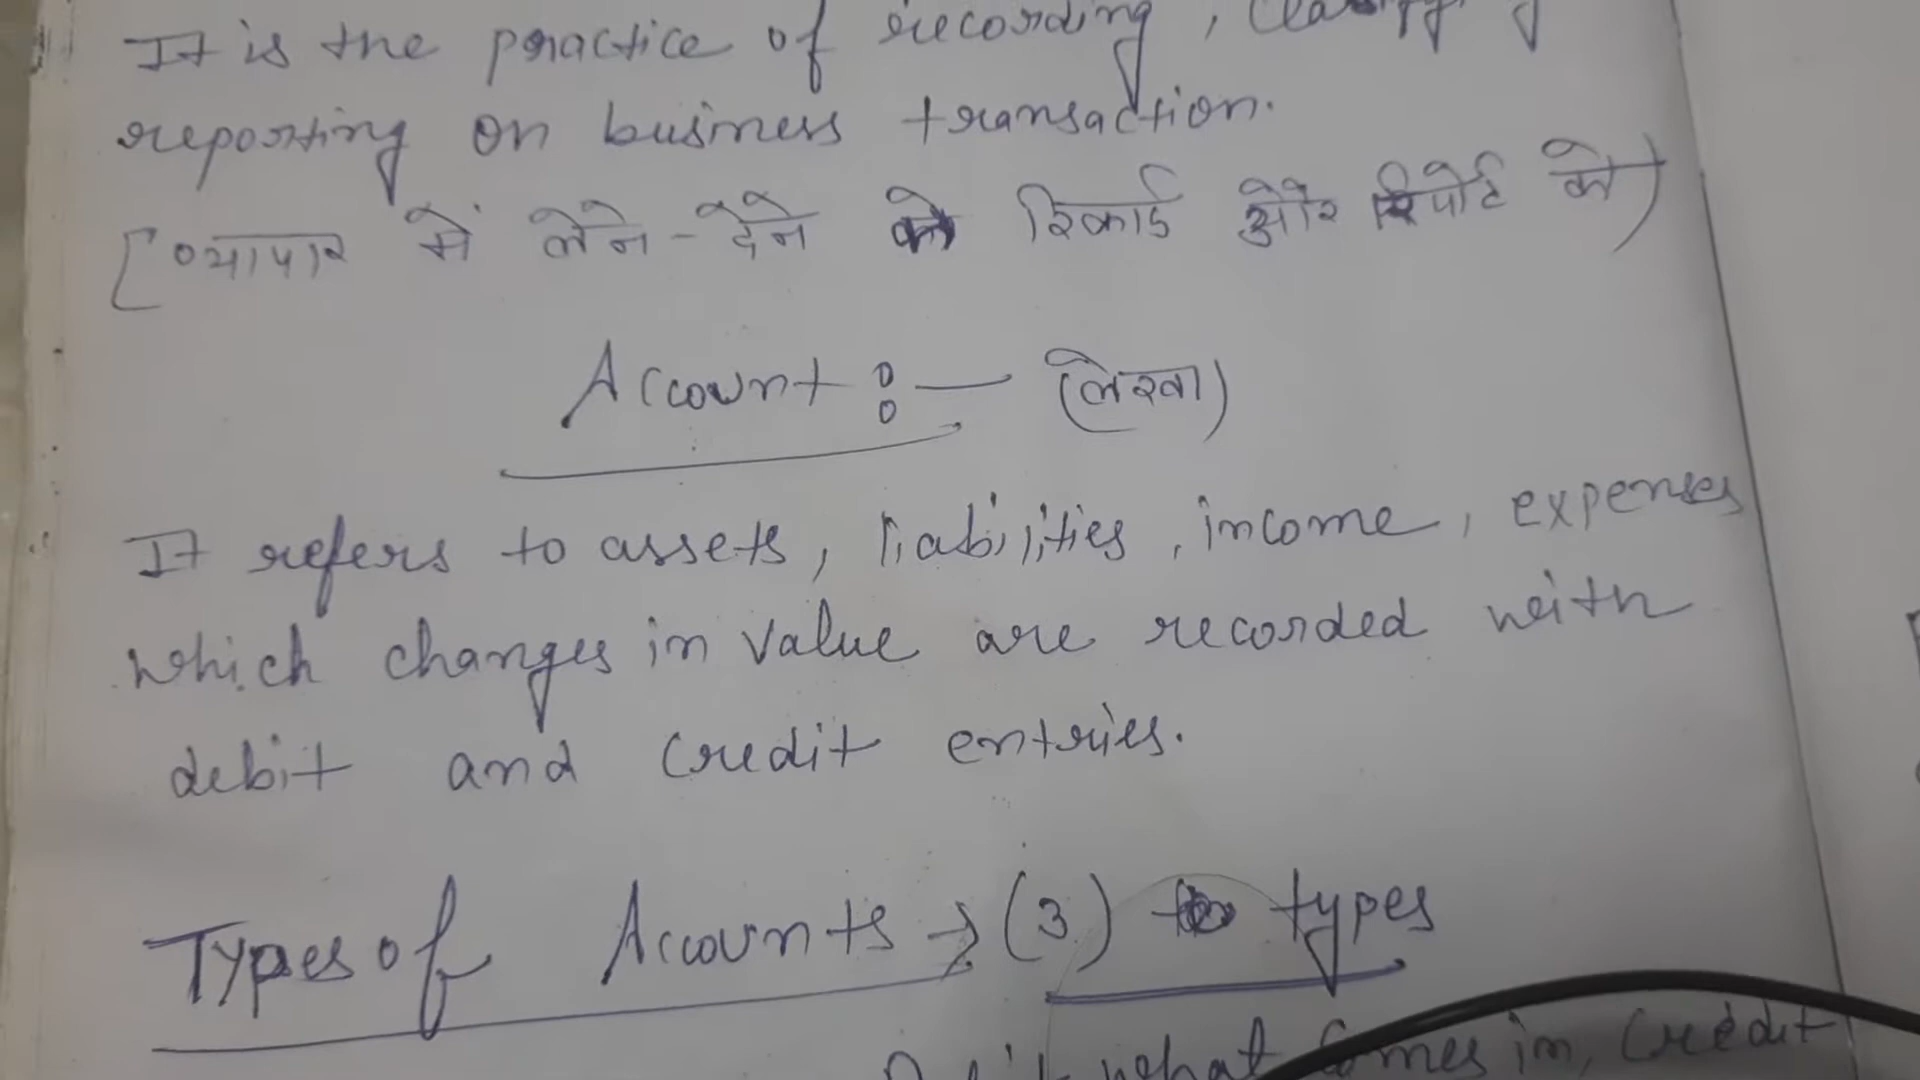 It is the practice of recording,
reporting on business transaction.
[व्यापार में लेने-देने को रिकार्ड और रिपोर्ट को)
Account :— (लेखा)
It refers to assets, liabilities, income, expenses
which changes in value are recorded with
debit and credit entries.
Types of Accounts → (3) types
what comes in, credit